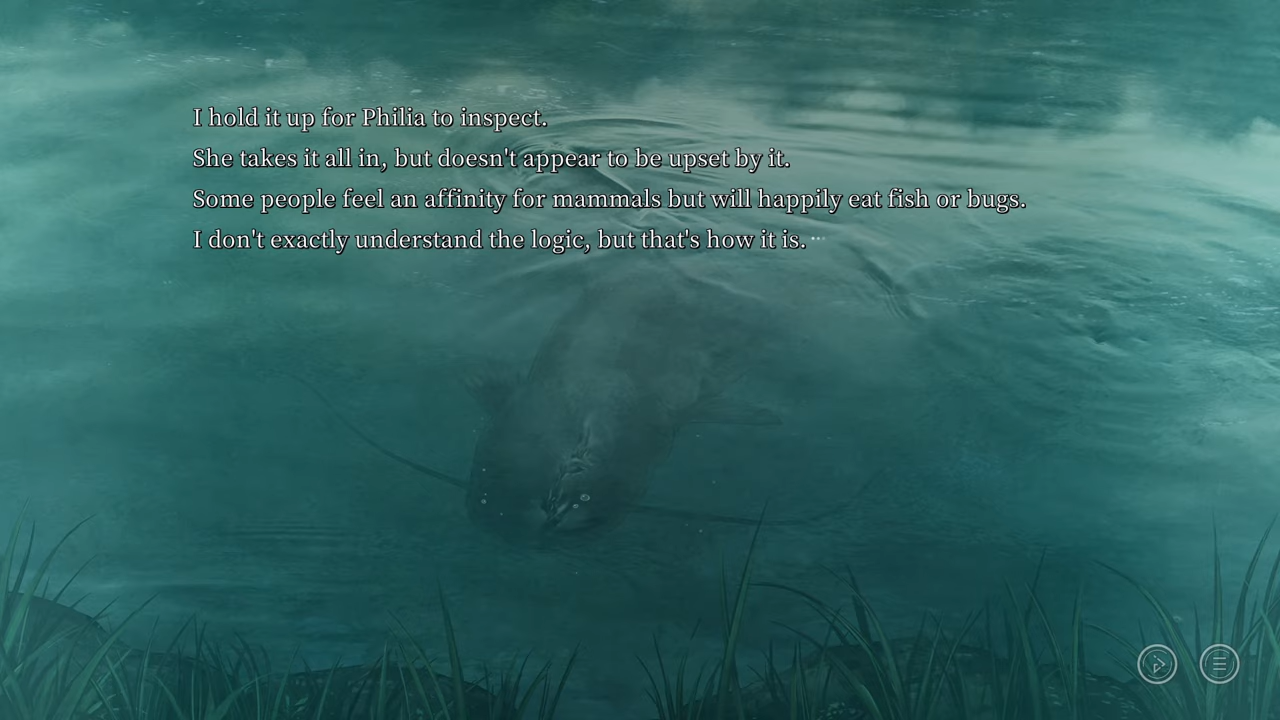 I hold it up for Philia to inspect.
She takes it all in, but doesn't appear to be upset by it.
Some people feel an affinity for mammals but will happily eat fish or bugs.
I don't exactly understand the logic, but that's how it is.